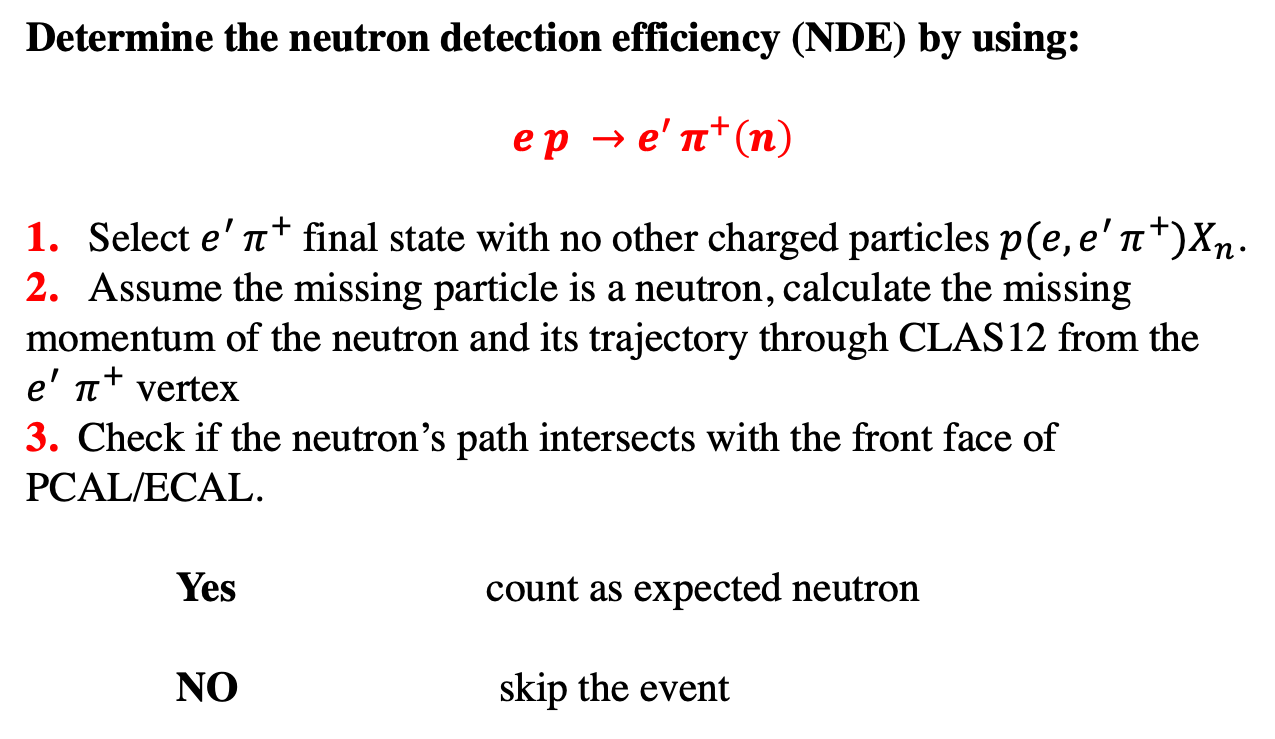 Determine the neutron detection efficiency (NDE) by using:
e p → e′ π⁺(n)
1. Select e′ π⁺ final state with no other charged particles p(e, e′ π⁺)Xₙ.
2. Assume the missing particle is a neutron, calculate the missing
momentum of the neutron and its trajectory through CLAS12 from the
e′ π⁺ vertex
3. Check if the neutron’s path intersects with the front face of
PCAL/ECAL.
Yes count as expected neutron
NO skip the event